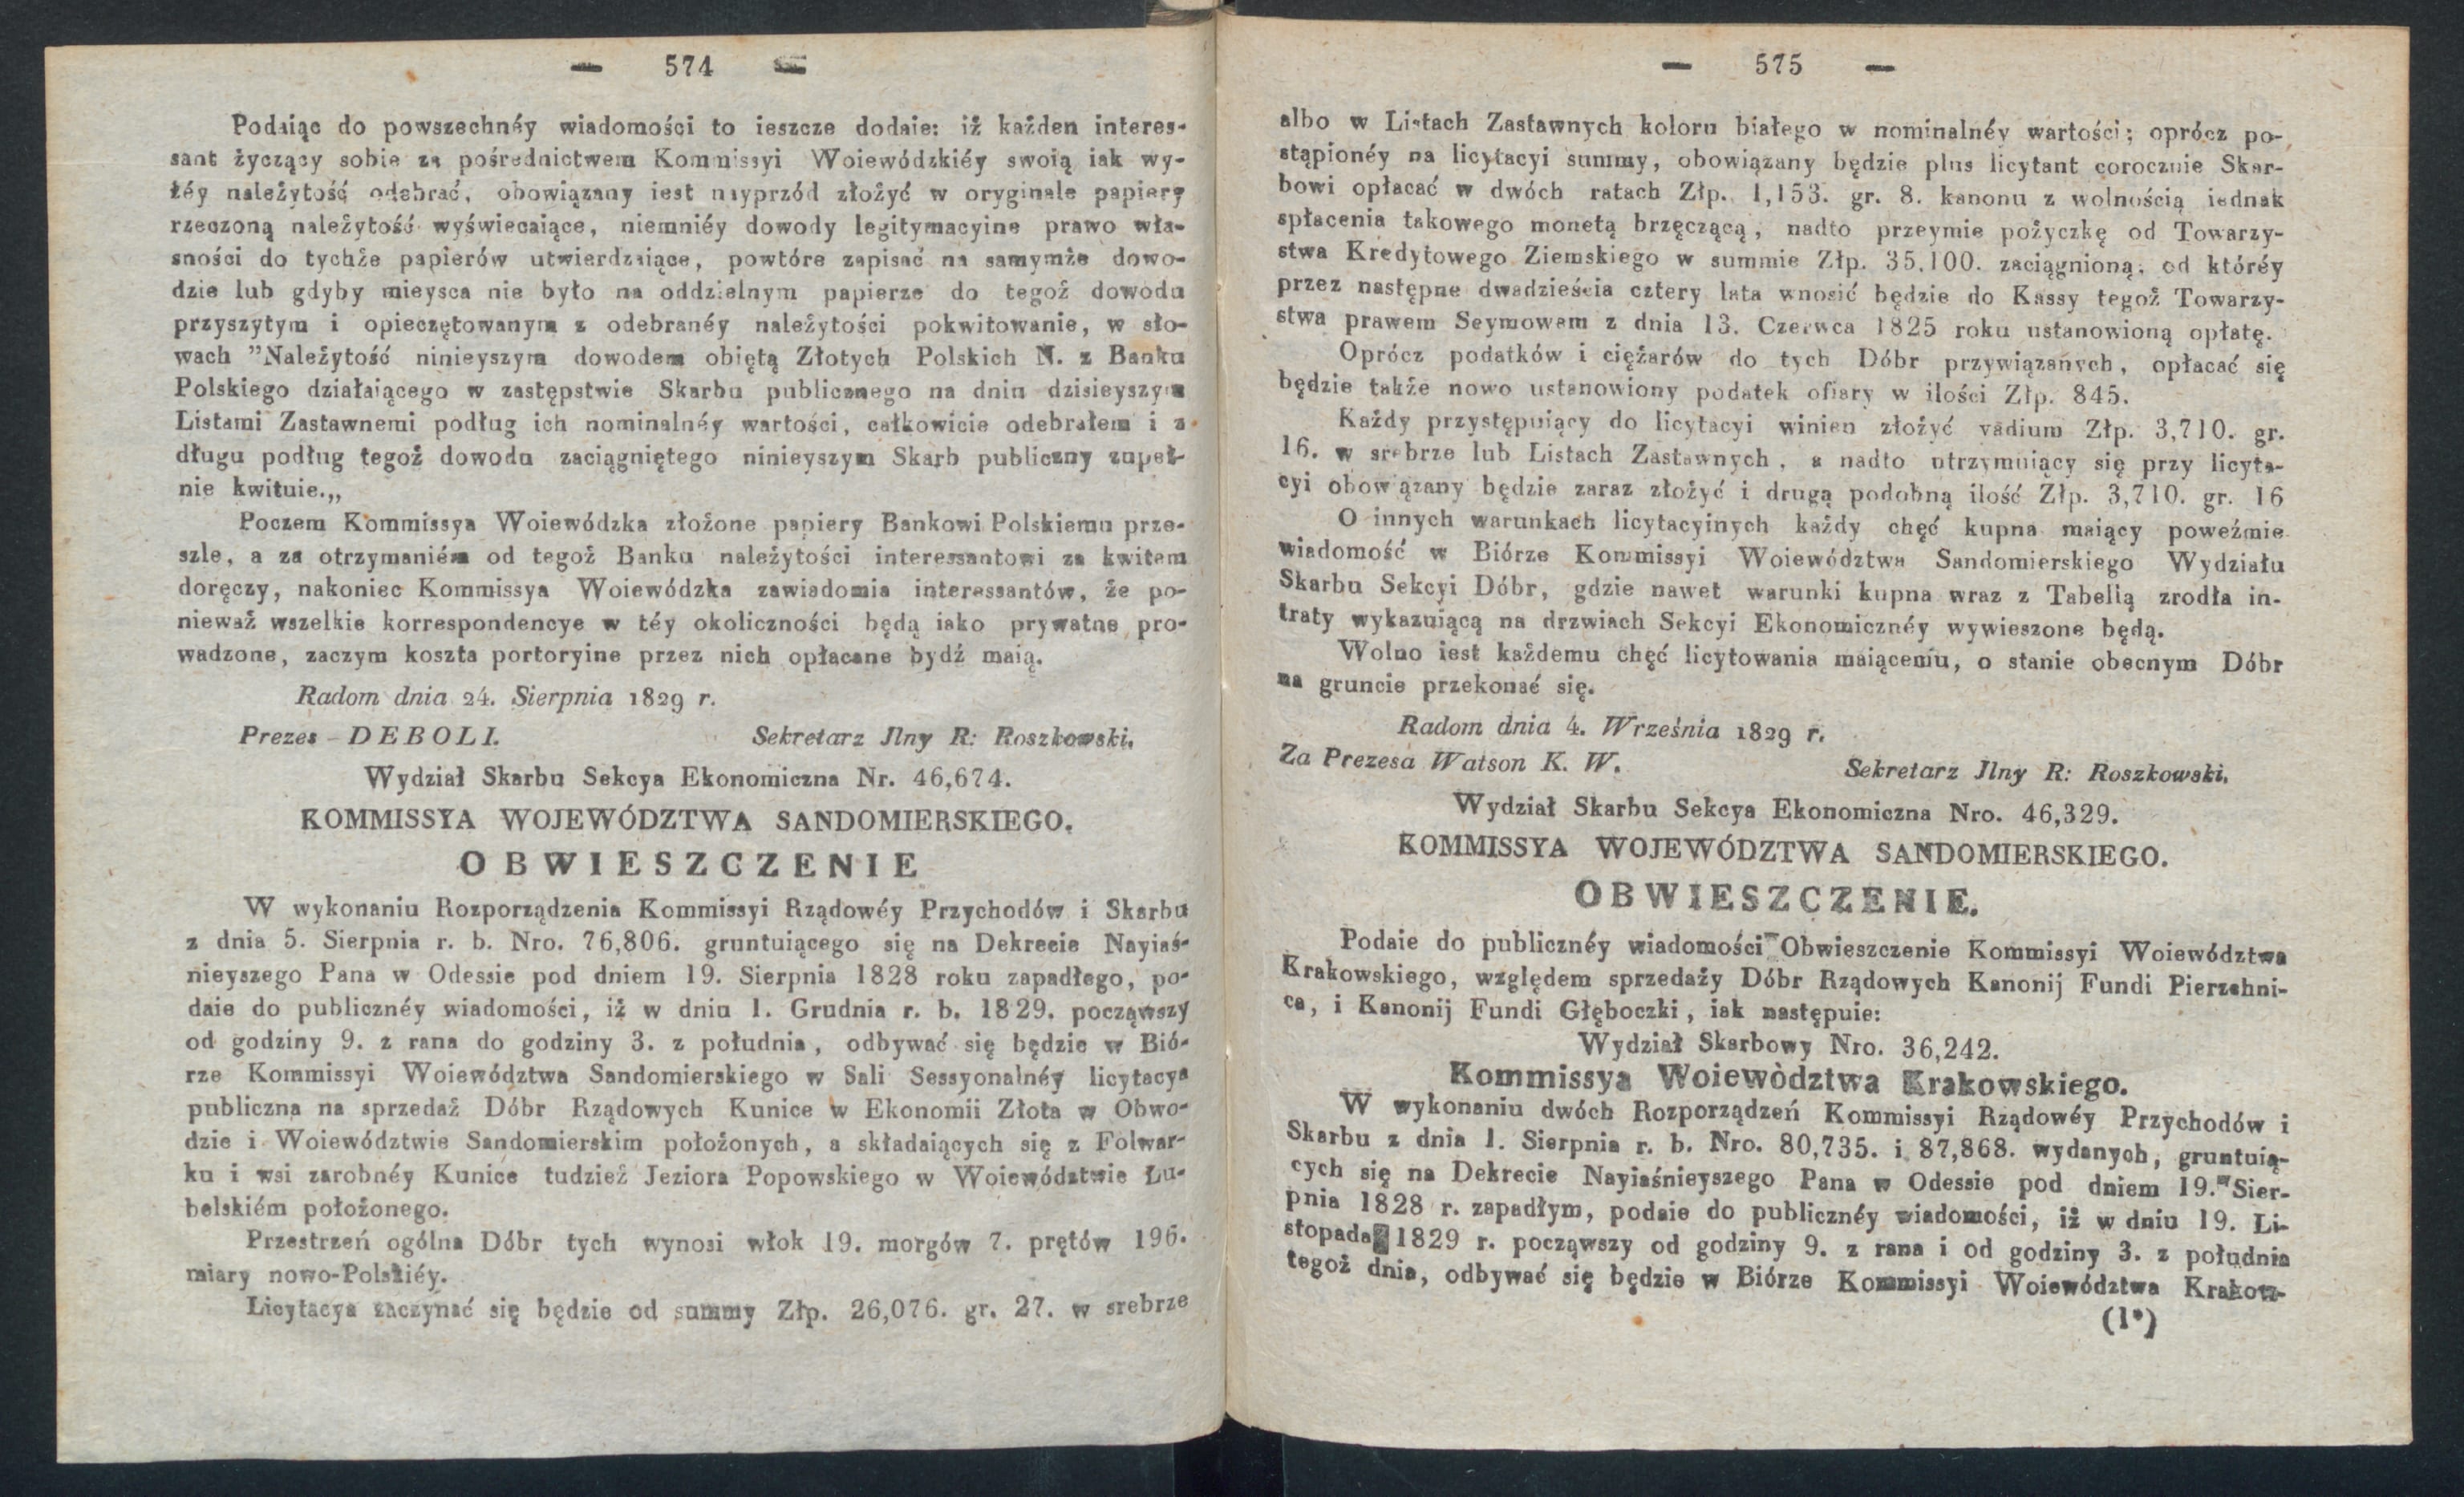 — 574 —
Podaiąc do powszechnéy wiadomości to ieszcze dodaie: iż każden interes-
sant życzący sobie za pośrednictwem Kommissyi Woiewódzkiéy swoią iak wy-
żéy należytość odebrać, obowiązany iest nayprzód złożyć w oryginale papiery
rzeczoną należytość wyświecaiące, niemniéy dowody legitymacyine prawo wła-
sności do tychże papierów utwierdzaiące, powtóre zapisać na samymże dowo-
dzie lub gdyby mieysca nie było na oddzielnym papierze do tegoż dowodu
przyszytym i opieczętowanym z odebranéy należytości pokwitowanie, w sło-
wach "Należytość ninieyszym dowodem obiętą Złotych Polskich N. z Banku
Polskiego działaiącego w zastępstwie Skarbu publicznego na dniu dzisieyszym
Listami Zastawnemi podług ich nominalnéy wartości, całkowicie odebrałem i z
długu podług tegoż dowodu zaciągniętego ninieyszym Skarb publiczny zupeł-
nie kwituie.„
Poczem Kommissya Woiewódzka złożone papiery Bankowi Polskiemu prze-
szle, a za otrzymaniém od tegoż Banku należytości interessantowi za kwitem
doręczy, nakoniec Kommissya Woiewódzka zawiadomia interessantów, że po-
nieważ wszelkie korrespondencye w téy okoliczności będą iako prywatne pro-
wadzone, zaczym koszta portoryine przez nich opłacane bydź maią.
Radom dnia 24. Sierpnia 1829 r.
Prezes - DEBOLI. Sekretarz Jlny R: Roszkowski.
Wydział Skarbu Sekcya Ekonomiczna Nr. 46,674.
KOMMISSYA WOJEWÓDZTWA SANDOMIERSKIEGO.
OBWIESZCZENIE
W wykonaniu Rozporządzenia Kommissyi Rządowéy Przychodów i Skarbu
z dnia 5. Sierpnia r. b. Nro. 76,806. gruntuiącego się na Dekrecie Nayiaś-
nieyszego Pana w Odessie pod dniem 19. Sierpnia 1828 roku zapadłego, po-
daie do publicznéy wiadomości, iż w dniu 1. Grudnia r. b. 1829. począwszy
od godziny 9. z rana do godziny 3. z południa, odbywać się będzie w Bió-
rze Kommissyi Woiewództwa Sandomierskiego w Sali Sessyonalnéy licytacya
publiczna na sprzedaż Dóbr Rządowych Kunice w Ekonomii Złota w Obwo-
dzie i Woiewództwie Sandomierskim położonych, a składaiących się z Folwar-
ku i wsi zarobnéy Kunice tudzież Jeziora Popowskiego w Woiewództwie Lu-
belskiém położonego.
Przestrzeń ogólna Dóbr tych wynosi włok 19. morgów 7. prętów 196.
miary nowo-Polskiéy.
Licytacya zaczynać się będzie od summy Złp. 26,076. gr. 27. w srebrze
— 575 —
albo w Listach Zastawnych koloru białego w nominalnéy wartości; oprócz po-
stąpionéy na licytacyi summy, obowiązany będzie plus licytant corocznie Skar-
bowi opłacać w dwóch ratach Złp. 1,153. gr. 8. kanonu z wolnością iednak
spłacenia takowego monetą brzęczącą, nadto przeymie pożyczkę od Towarzy-
stwa Kredytowego Ziemskiego w summie Złp. 35,100. zaciągnioną, od któréy
przez następne dwadzieścia cztery lata wnosić będzie do Kassy tegoż Towarzy-
stwa prawem Seymowem z dnia 13. Czerwca 1825 roku ustanowioną opłatę.
Oprócz podatków i ciężarów do tych Dóbr przywiązanych, opłacać się
będzie także nowo ustanowiony podatek ofiary w ilości Złp. 845.
Każdy przystępuiący do licytacyi winien złożyć vadium Złp. 3,710. gr.
16. w srebrze lub Listach Zastawnych, a nadto utrzymuiący się przy licyta-
cyi obowiązany będzie zaraz złożyć i drugą podobną ilość Złp. 3,710. gr. 16
O innych warunkach licytacyinych każdy chęć kupna maiący poweźmie
wiadomość w Biórze Kommissyi Woiewództwa Sandomierskiego Wydziału
Skarbu Sekcyi Dóbr, gdzie nawet warunki kupna wraz z Tabellą zrodła in-
traty wykazuiącą na drzwiach Sekcyi Ekonomicznéy wywieszone będą.
Wolno iest każdemu chęć licytowania maiącemu, o stanie obecnym Dóbr
na gruncie przekonać się.
Radom dnia 4. Września 1829 r.
Za Prezesa Watson K. W. Sekretarz Jlny R: Roszkowski.
Wydział Skarbu Sekcya Ekonomiczna Nro. 46,329.
KOMMISSYA WOJEWÓDZTWA SANDOMIERSKIEGO.
OBWIESZCZENIE.
Podaie do publicznéy wiadomości Obwieszczenie Kommissyi Woiewództwa
Krakowskiego, względem sprzedaży Dóbr Rządowych Kanonij Fundi Pierzchni-
ca, i Kanonij Fundi Głęboczki, iak następuie:
Wydział Skarbowy Nro. 36,242.
Kommissya Woiewòdztwa Krakowskiego.
W wykonaniu dwóch Rozporządzeń Kommissyi Rządowéy Przychodów i
Skarbu z dnia 1. Sierpnia r. b. Nro. 80,735. i 87,868. wydanych, gruntuią-
cych się na Dekrecie Nayiaśnieyszego Pana w Odessie pod dniem 19. Sier-
pnia 1828 r. zapadłym, podaie do publicznéy wiadomości, iż w dniu 19. Li-
stopada 1829 r. począwszy od godziny 9. z rana i od godziny 3. z południa
tegoż dnia, odbywać się będzie w Biórze Kommissyi Woiewództwa Krakow-
(1*)